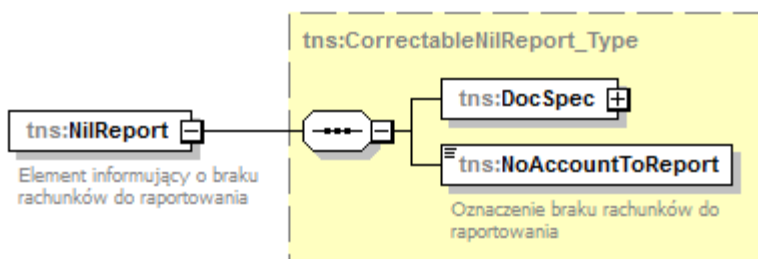 tns:CorrectableNilReport_Type
tns:DocSpec
tns:NilReport
tns:NoAccountToReport
Element informujący o braku
rachunków do raportowania
Oznaczenie braku rachunków do
raportowania